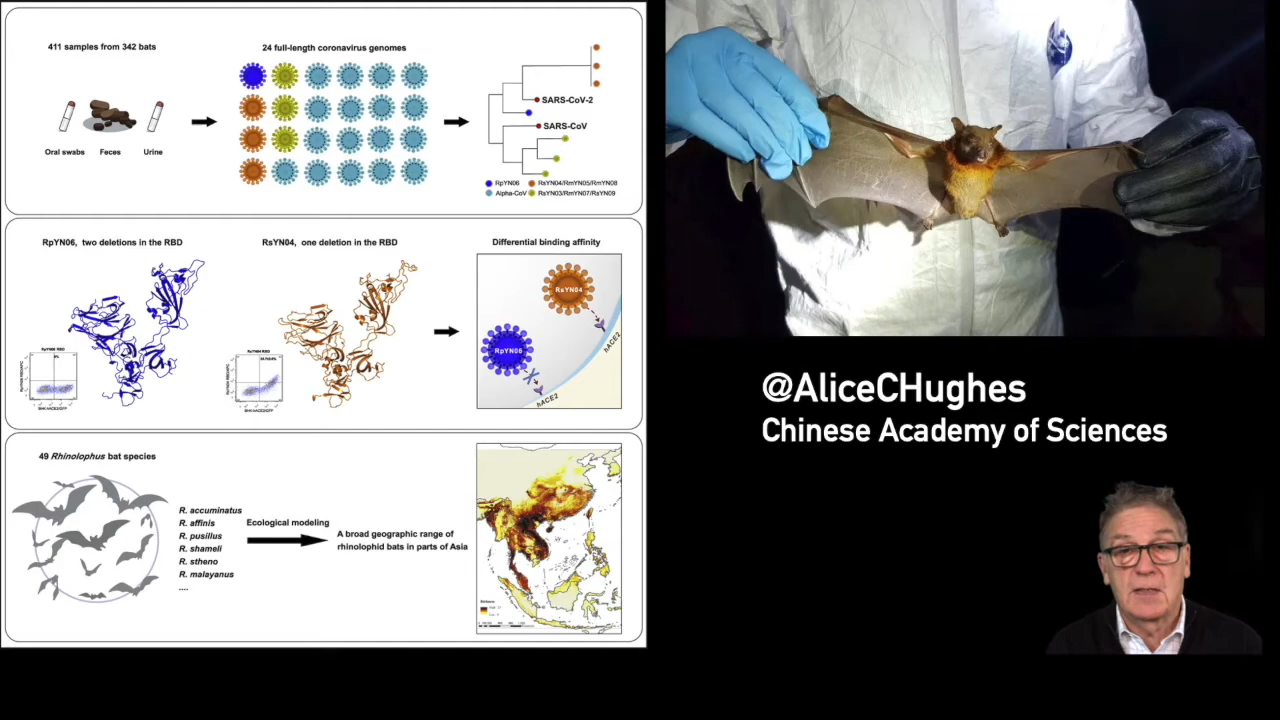 411 samples from 342 bats
24 full-length coronavirus genomes
Oral swabs Feces Urine
SARS-CoV-2
SARS-CoV
RpYN06 RsYN04/RmYN05/RmYN08
Alpha-CoV RsYN03/RmYN07/RsYN09
RpYN06, two deletions in the RBD
RsYN04, one deletion in the RBD
Differential binding affinity
RsYN04
RpYN06
hACE2
hACE2
49 Rhinolophus bat species
R. accuminatus
R. affinis
R. pusillus
R. shameli
R. stheno
R. malayanus
....
Ecological modeling
A broad geographic range of
rhinolophid bats in parts of Asia
@AliceCHughes
Chinese Academy of Sciences